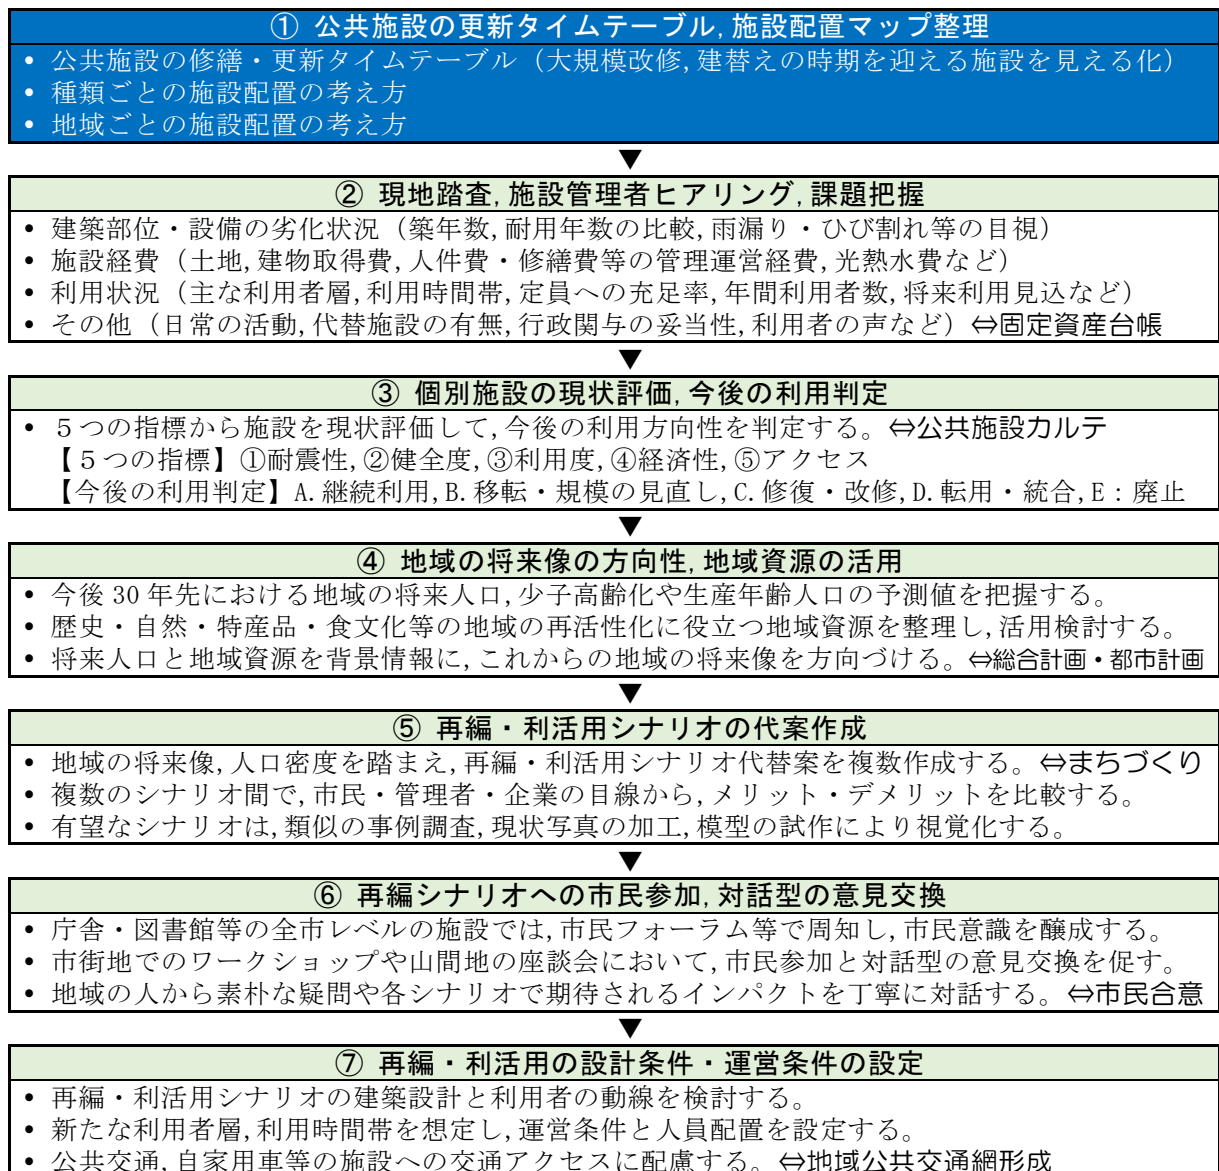 ① 公共施設の更新タイムテーブル,施設配置マップ整理
• 公共施設の修繕・更新タイムテーブル（大規模改修,建替えの時期を迎える施設を見える化）
• 種類ごとの施設配置の考え方
• 地域ごとの施設配置の考え方
▼
② 現地踏査,施設管理者ヒアリング,課題把握
• 建築部位・設備の劣化状況（築年数,耐用年数の比較,雨漏り・ひび割れ等の目視）
• 施設経費（土地,建物取得費,人件費・修繕費等の管理運営経費,光熱水費など）
• 利用状況（主な利用者層,利用時間帯,定員への充足率,年間利用者数,将来利用見込など）
• その他（日常の活動,代替施設の有無,行政関与の妥当性,利用者の声など）⇔固定資産台帳
▼
③ 個別施設の現状評価,今後の利用判定
• ５つの指標から施設を現状評価して,今後の利用方向性を判定する。⇔公共施設カルテ
【５つの指標】①耐震性,②健全度,③利用度,④経済性,⑤アクセス
【今後の利用判定】A.継続利用,B.移転・規模の見直し,C.修復・改修,D.転用・統合,E：廃止
▼
④ 地域の将来像の方向性,地域資源の活用
• 今後 30 年先における地域の将来人口,少子高齢化や生産年齢人口の予測値を把握する。
• 歴史・自然・特産品・食文化等の地域の再活性化に役立つ地域資源を整理し,活用検討する。
• 将来人口と地域資源を背景情報に,これからの地域の将来像を方向づける。⇔総合計画・都市計画
▼
⑤ 再編・利活用シナリオの代案作成
• 地域の将来像,人口密度を踏まえ,再編・利活用シナリオ代替案を複数作成する。⇔まちづくり
• 複数のシナリオ間で,市民・管理者・企業の目線から,メリット・デメリットを比較する。
• 有望なシナリオは,類似の事例調査,現状写真の加工,模型の試作により視覚化する。
▼
⑥ 再編シナリオへの市民参加,対話型の意見交換
• 庁舎・図書館等の全市レベルの施設では,市民フォーラム等で周知し,市民意識を醸成する。
• 市街地でのワークショップや山間地の座談会において,市民参加と対話型の意見交換を促す。
• 地域の人から素朴な疑問や各シナリオで期待されるインパクトを丁寧に対話する。⇔市民合意
▼
⑦ 再編・利活用の設計条件・運営条件の設定
• 再編・利活用シナリオの建築設計と利用者の動線を検討する。
• 新たな利用者層,利用時間帯を想定し,運営条件と人員配置を設定する。
• 公共交通,自家用車等の施設への交通アクセスに配慮する。⇔地域公共交通網形成